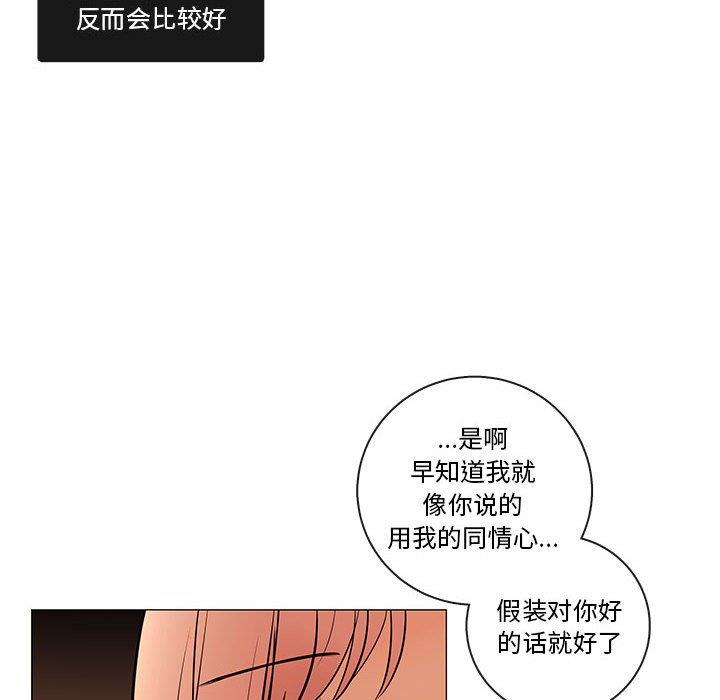 反而会比较好
...是啊
早知道我就
像你说的
用我的同情心...
假装对你好
的话就好了